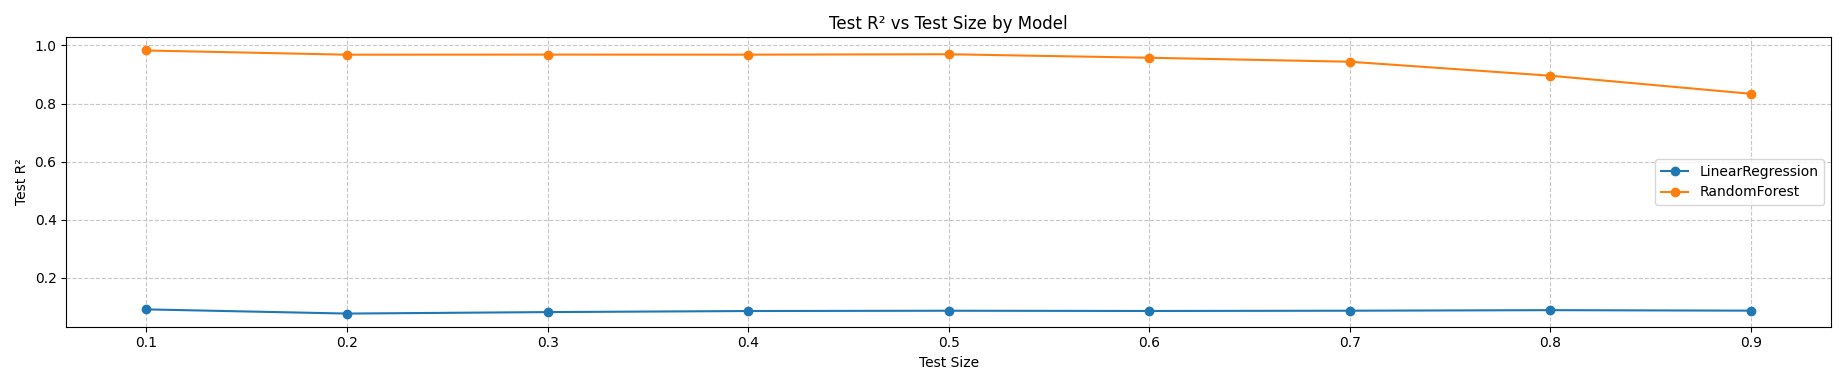 Test R² vs Test Size by Model
1.0
0.8
0.6
0.4
0.2
Test R²
LinearRegression
RandomForest
0.1 0.2 0.3 0.4 0.5 0.6 0.7 0.8 0.9
Test Size